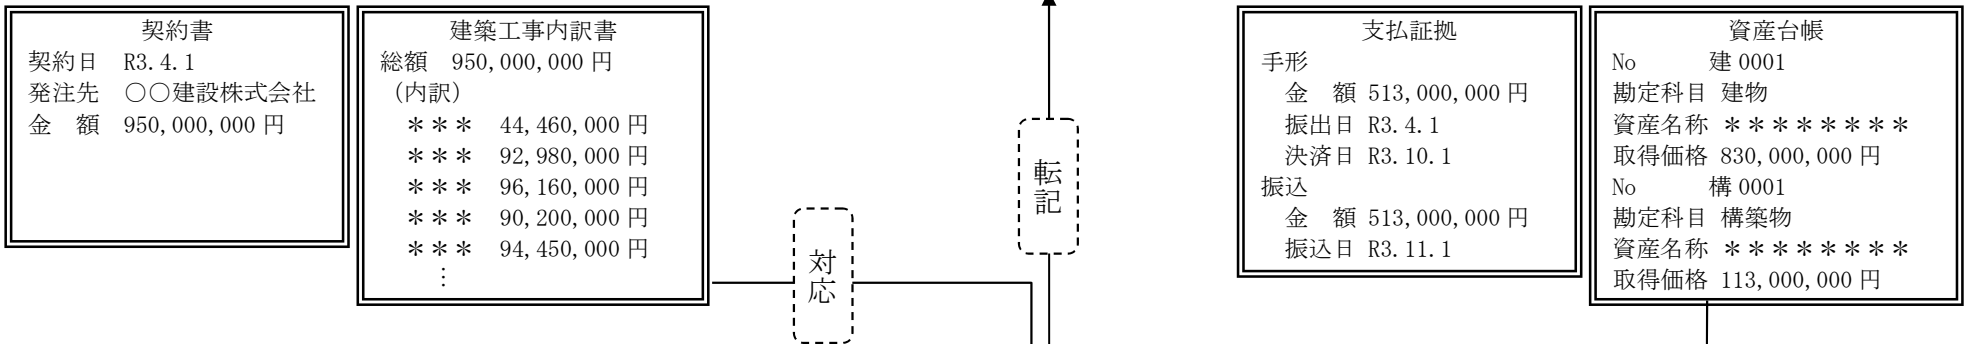 契約書
契約日 R3.4.1
発注先 〇〇建設株式会社
金 額 950,000,000 円
建築工事内訳書
総額 950,000,000 円
（内訳）
＊＊＊ 44,460,000 円
＊＊＊ 92,980,000 円
＊＊＊ 96,160,000 円
＊＊＊ 90,200,000 円
＊＊＊ 94,450,000 円
⋮
対応
転記
支払証拠
手形
金 額 513,000,000 円
振出日 R3.4.1
決済日 R3.10.1
振込
金 額 513,000,000 円
振込日 R3.11.1
資産台帳
No 建 0001
勘定科目 建物
資産名称 ＊＊＊＊＊＊＊＊
取得価格 830,000,000 円
No 構 0001
勘定科目 構築物
資産名称 ＊＊＊＊＊＊＊＊
取得価格 113,000,000 円